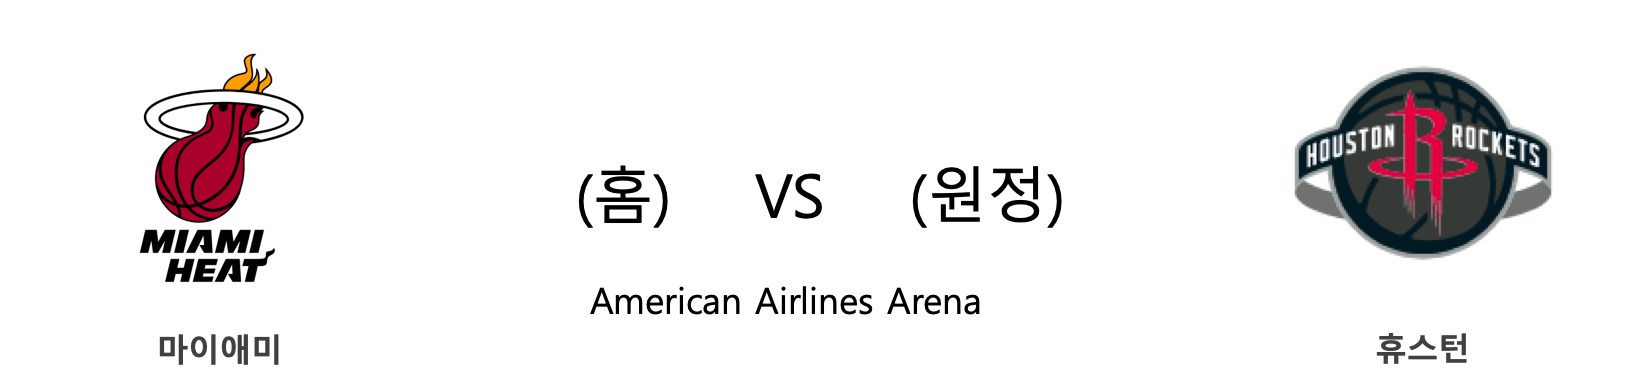 MIAMI
HEAT
마이애미
(홈) VS (원정)
American Airlines Arena
HOUSTON ROCKETS
휴스턴